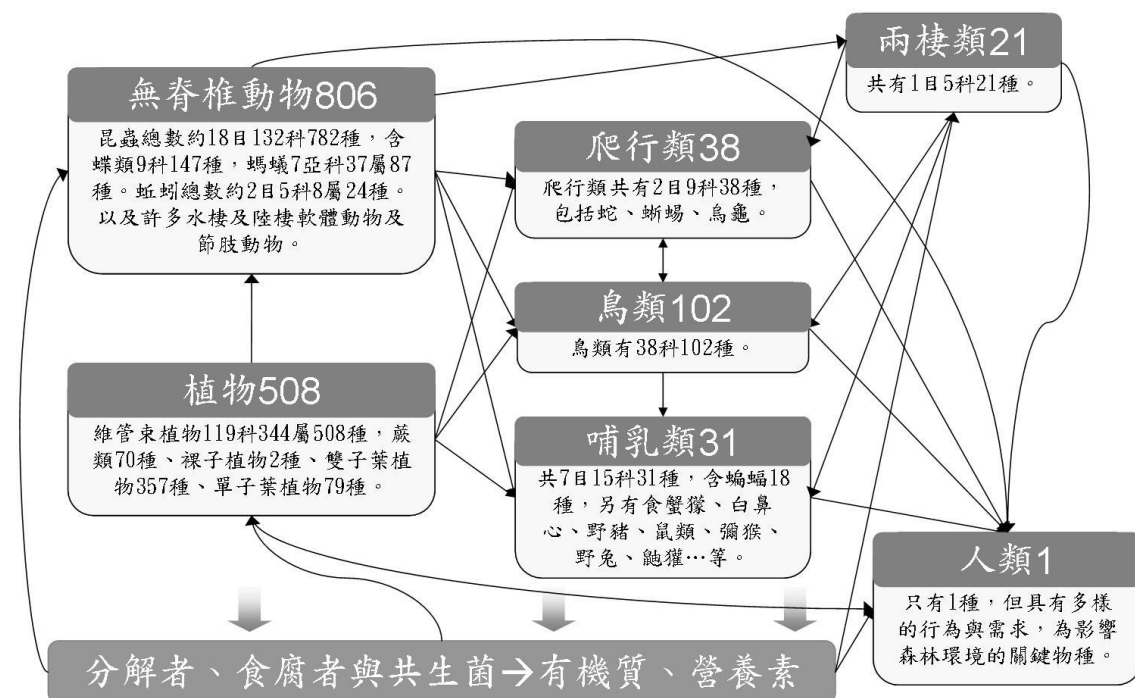 兩棲類21
共有1目5科21種。
無脊椎動物806
昆蟲總數約18目132科782種，含
蝶類9科147種，螞蟻7亞科37屬87
種。蚯蚓總數約2目5科8屬24種。
以及許多水棲及陸棲軟體動物及
節肢動物。
爬行類38
爬行類共有2目9科38種，
包括蛇、蜥蜴、烏龜。
鳥類102
鳥類有38科102種。
植物508
維管束植物119科344屬508種，蕨
類70種、裸子植物2種、雙子葉植
物357種、單子葉植物79種。
哺乳類31
共7目15科31種，含蝙蝠18
種，另有食蟹獴、白鼻
心、野豬、鼠類、獼猴、
野兔、鼬獾…等。
人類1
只有1種，但具有多樣
的行為與需求，為影響
森林環境的關鍵物種。
分解者、食腐者與共生菌→有機質、營養素